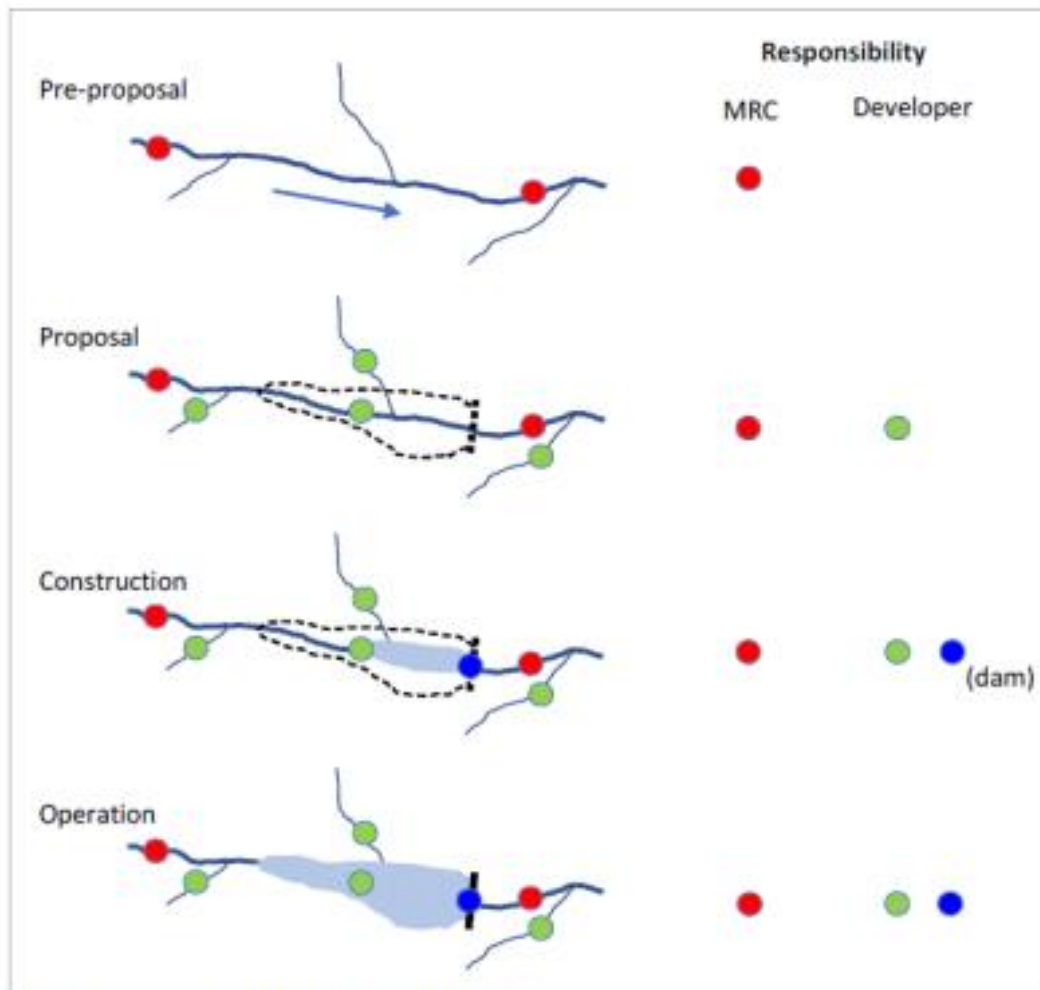 Responsibility
Pre-proposal
MRC Developer
Proposal
Construction
(dam)
Operation